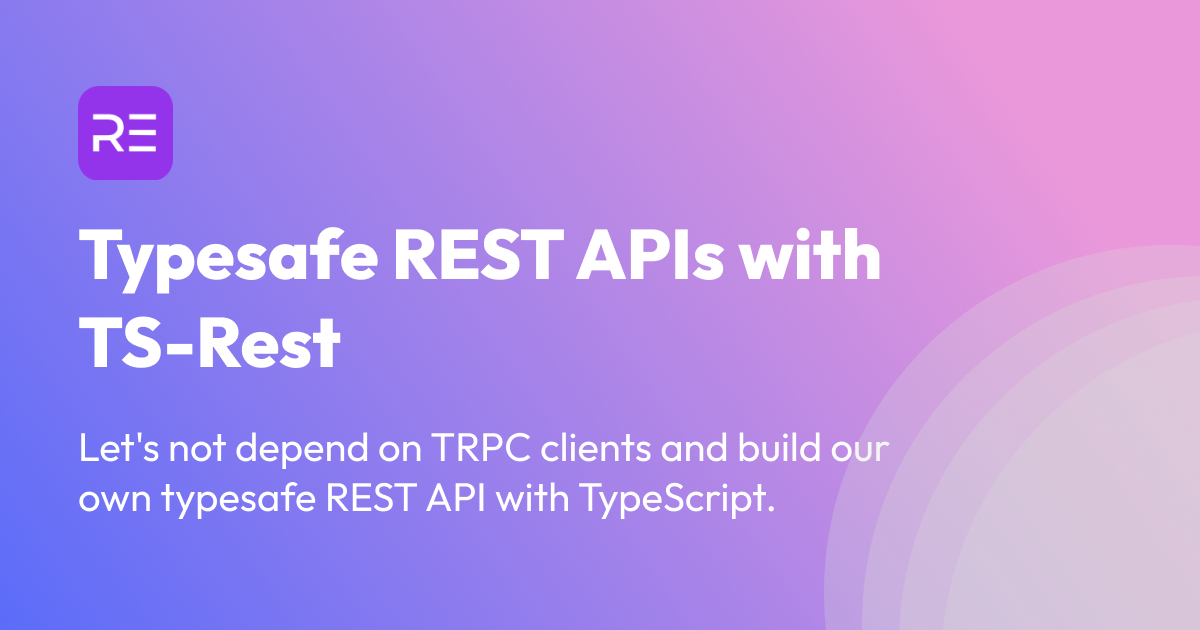 RE
Typesafe REST APIs with
TS-Rest
Let's not depend on TRPC clients and build our
own typesafe REST API with TypeScript.